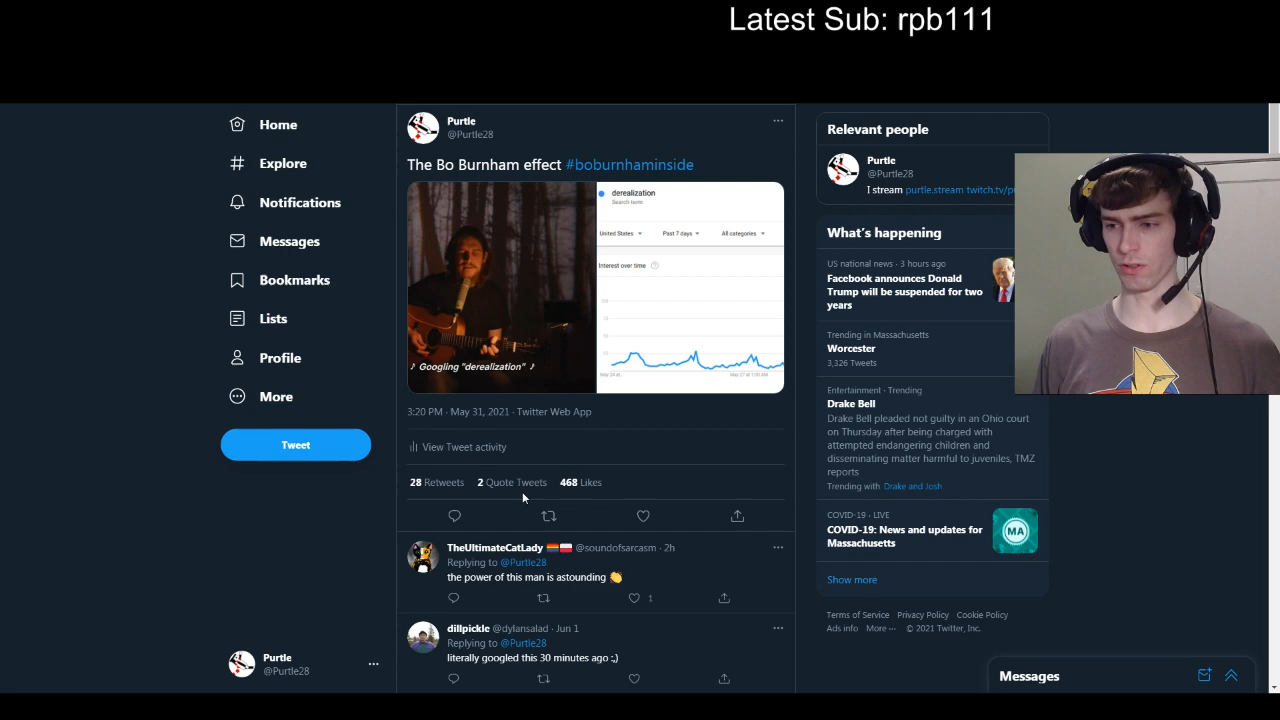 Latest Sub: rpb111
Home
Explore
Notifications
Messages
Bookmarks
Lists
Profile
More
Tweet
Purtle
@Purtle28
Purtle
@Purtle28
The Bo Burnham effect #boburnhaminside
♪ Googling "derealization" ♪
derealization
Search term
United States
Past 7 days
All categories
Interest over time
3:20 PM · May 31, 2021 · Twitter Web App
View Tweet activity
28 Retweets 2 Quote Tweets 468 Likes
TheUltimateCatLady 🏳️‍🌈🇵🇱 @soundofsarcasm · 2h
Replying to @Purtle28
the power of this man is astounding 👏
1
dillpickle @dylansalad · Jun 1
Replying to @Purtle28
literally googled this 30 minutes ago :,)
Relevant people
Purtle
@Purtle28
I stream purtle.stream
What's happening
US national news · 3 hours ago
Facebook announces Donald
Trump will be suspended for two
years
Trending in Massachusetts
Worcester
3,326 Tweets
Entertainment · Trending
Drake Bell
Drake Bell pleaded not guilty in an Ohio court
on Thursday after being charged with
attempted endangering children and
disseminating matter harmful to juveniles, TMZ
reports
Trending with Drake and Josh
COVID-19 · LIVE
COVID-19: News and updates for
Massachusetts
MA
Show more
Terms of Service Privacy Policy Cookie Policy
Ads info More ··· © 2021 Twitter, Inc.
Messages